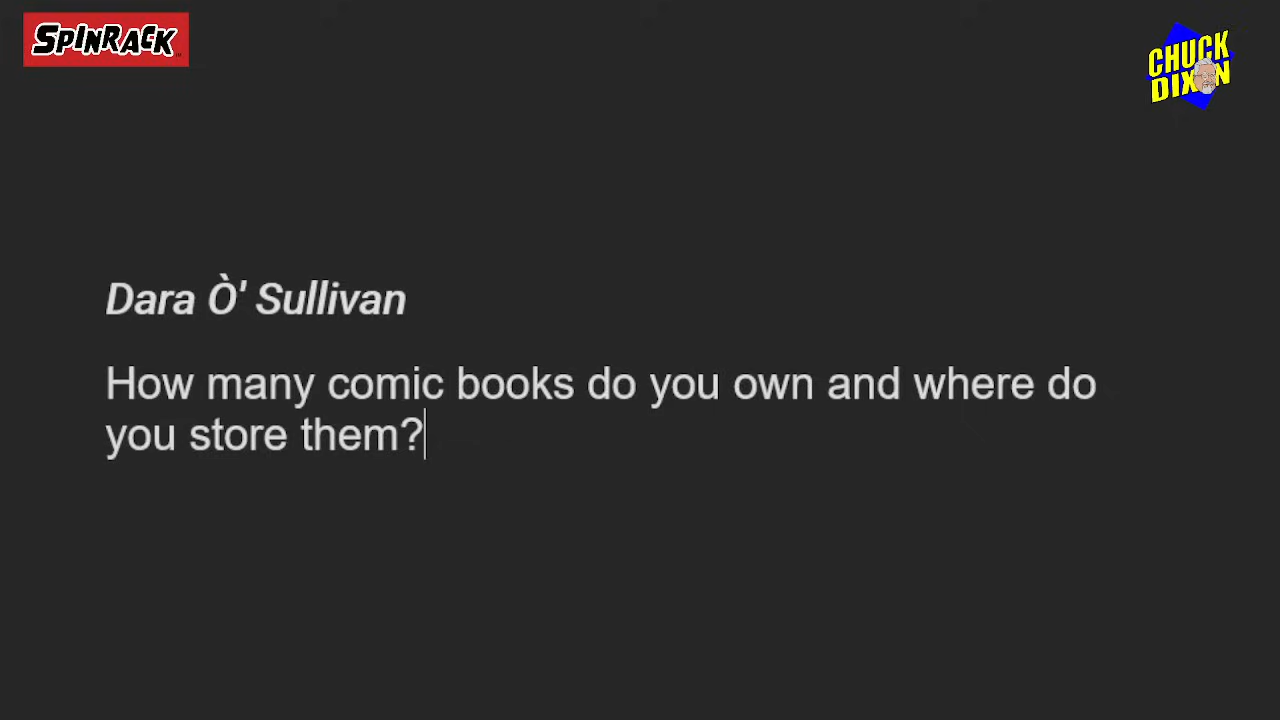 SPINRACK
CHUCK
DIXON
Dara Ò' Sullivan
How many comic books do you own and where do
you store them?